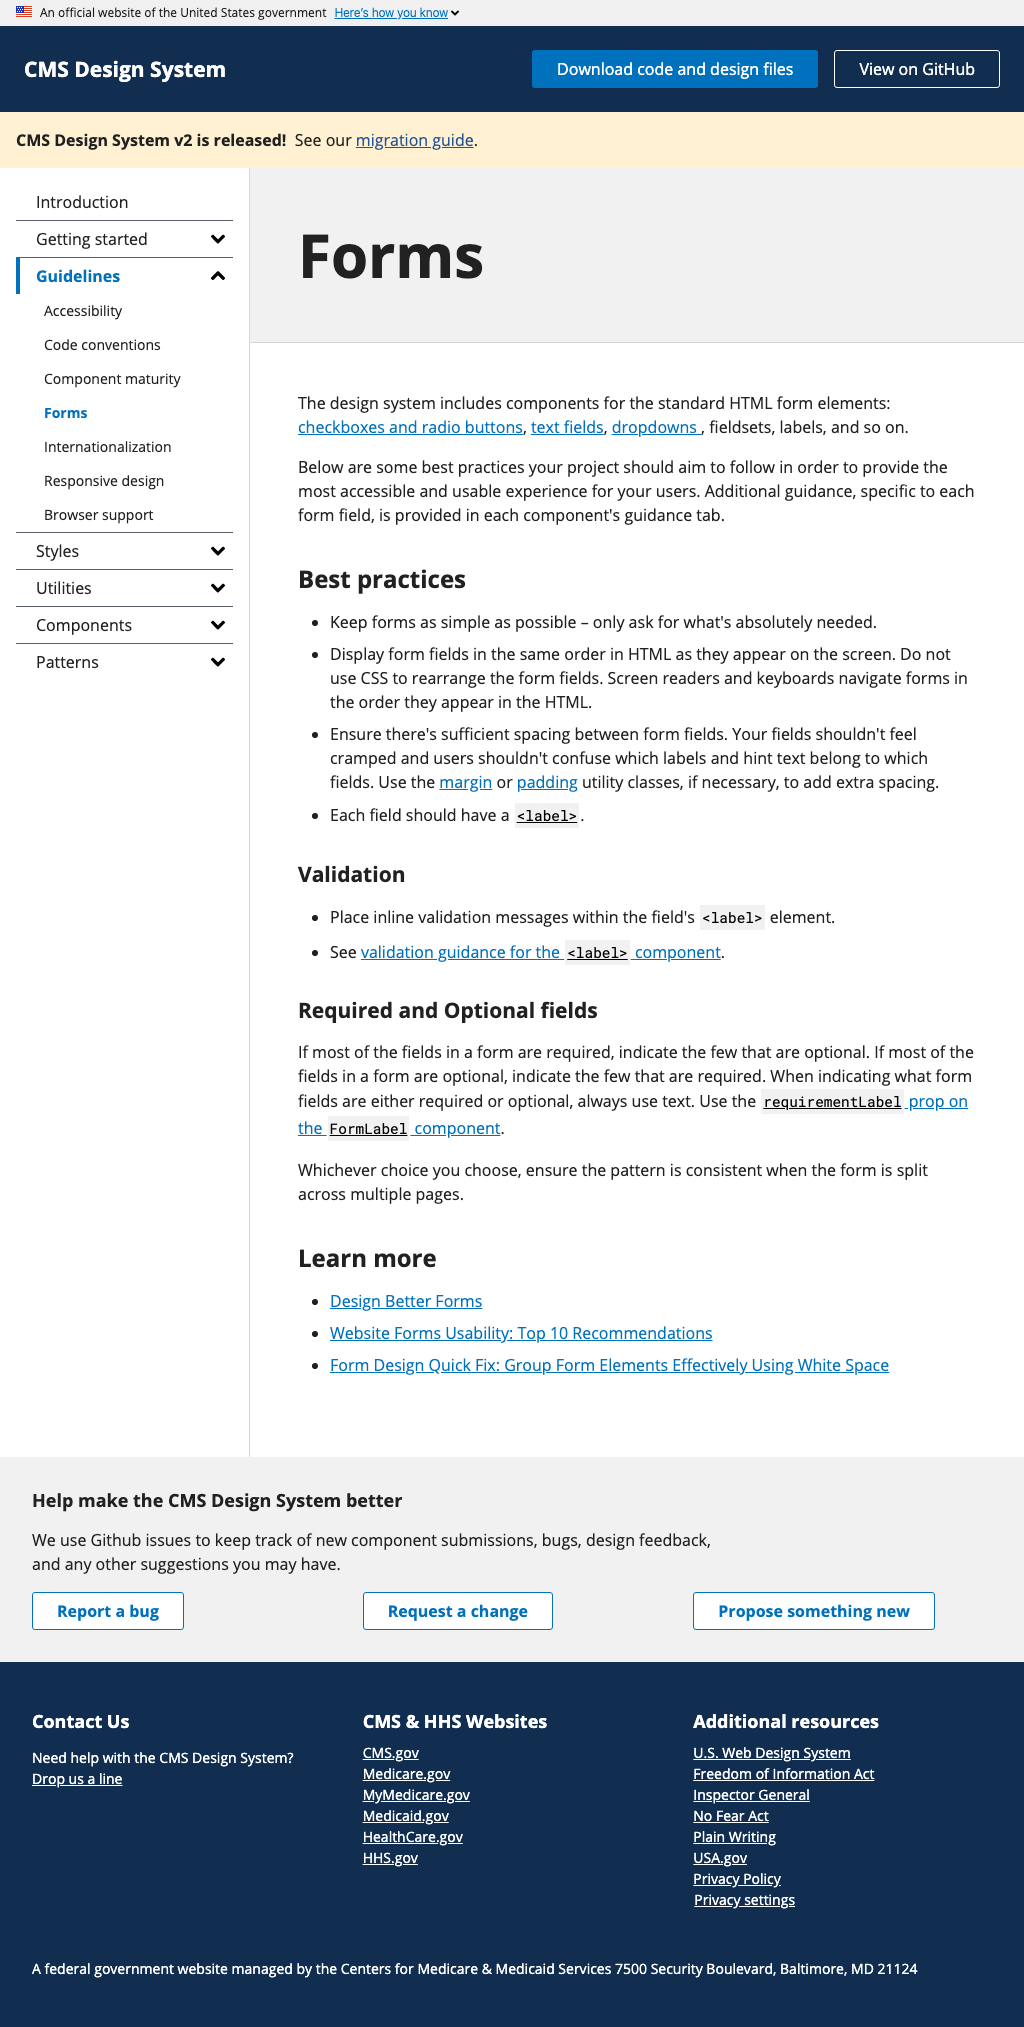 An official website of the United States government Here's how you know
CMS Design System
Download code and design files
View on GitHub
CMS Design System v2 is released! See our migration guide.
Introduction
Getting started
Guidelines
Accessibility
Code conventions
Component maturity
Forms
Internationalization
Responsive design
Browser support
Styles
Utilities
Components
Patterns
Forms
The design system includes components for the standard HTML form elements:
checkboxes and radio buttons, text fields, dropdowns , fieldsets, labels, and so on.
Below are some best practices your project should aim to follow in order to provide the
most accessible and usable experience for your users. Additional guidance, specific to each
form field, is provided in each component's guidance tab.
Best practices
Keep forms as simple as possible – only ask for what's absolutely needed.
Display form fields in the same order in HTML as they appear on the screen. Do not
use CSS to rearrange the form fields. Screen readers and keyboards navigate forms in
the order they appear in the HTML.
Ensure there's sufficient spacing between form fields. Your fields shouldn't feel
cramped and users shouldn't confuse which labels and hint text belong to which
fields. Use the margin or padding utility classes, if necessary, to add extra spacing.
Each field should have a <label>.
Validation
Place inline validation messages within the field's <label> element.
See validation guidance for the <label> component.
Required and Optional fields
If most of the fields in a form are required, indicate the few that are optional. If most of the
fields in a form are optional, indicate the few that are required. When indicating what form
fields are either required or optional, always use text. Use the requirementLabel prop on
the FormLabel component.
Whichever choice you choose, ensure the pattern is consistent when the form is split
across multiple pages.
Learn more
Design Better Forms
Website Forms Usability: Top 10 Recommendations
Form Design Quick Fix: Group Form Elements Effectively Using White Space
Help make the CMS Design System better
We use Github issues to keep track of new component submissions, bugs, design feedback,
and any other suggestions you may have.
Report a bug
Request a change
Propose something new
Contact Us
Need help with the CMS Design System?
Drop us a line
CMS & HHS Websites
CMS.gov
Medicare.gov
MyMedicare.gov
Medicaid.gov
HealthCare.gov
HHS.gov
Additional resources
U.S. Web Design System
Freedom of Information Act
Inspector General
No Fear Act
Plain Writing
USA.gov
Privacy Policy
Privacy settings
A federal government website managed by the Centers for Medicare & Medicaid Services 7500 Security Boulevard, Baltimore, MD 21124